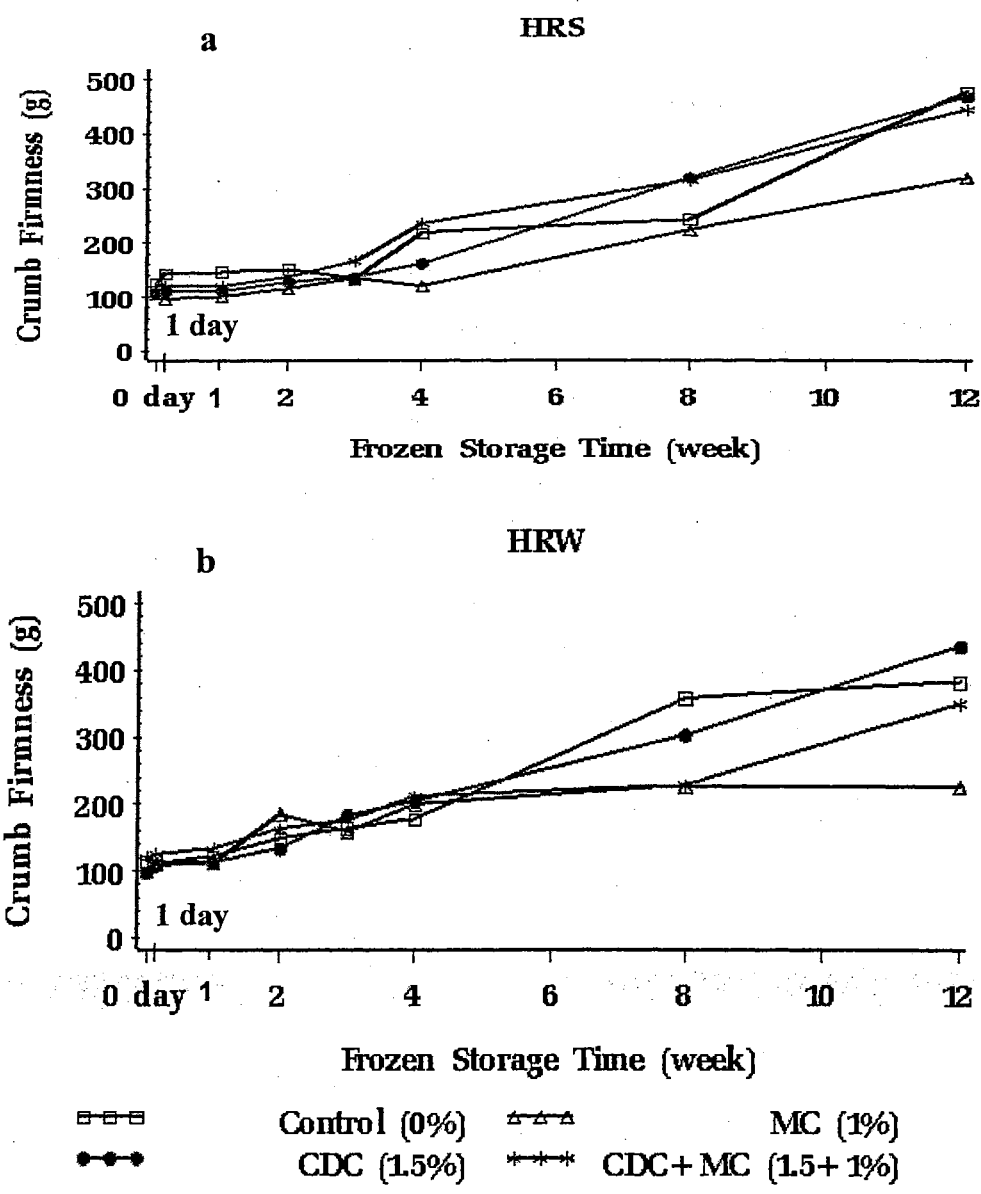 a
HRS
Crumb Firmness (g)
500
400
300
200
100
0
1 day
0 day 1 2 4 6 8 10 12
Frozen Storage Time (week)
b
HRW
Crumb Firmness (g)
500
400
300
200
100
0
1 day
0 day 1 2 4 6 8 10 12
Frozen Storage Time (week)
Control (0%) MC (1%)
CDC (1.5%) CDC+MC (1.5+1%)